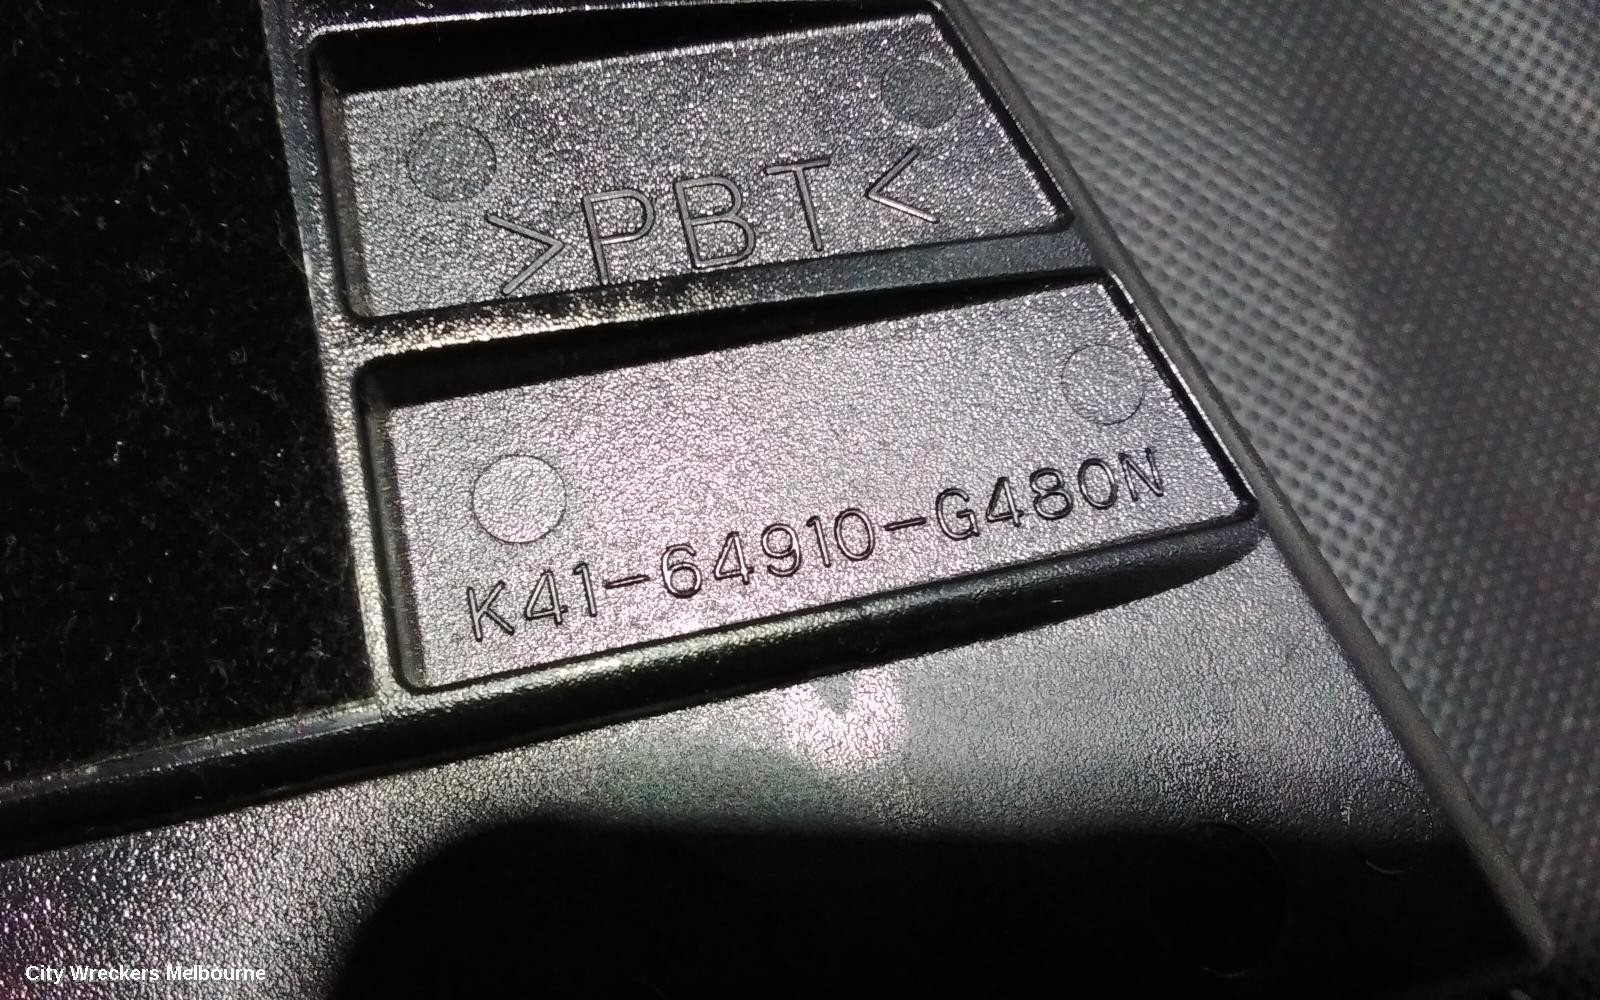 >PBT<
K41-64910-G480N
City Wreckers Melbourne